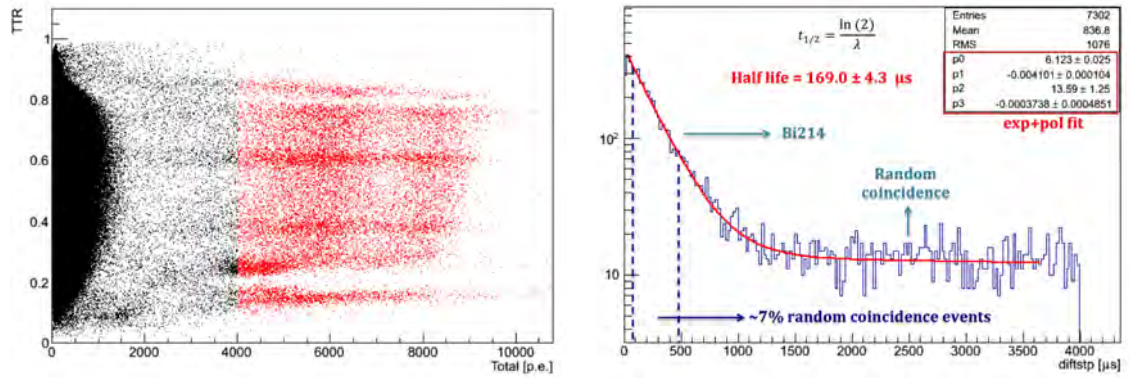 TTR
1
0.8
0.6
0.4
0.2
0
0 2000 4000 6000 8000 10000
Total [p.e.]
t1/2 = ln (2) / λ
Half life = 169.0 ± 4.3 μs
Entries 7302
Mean 836.8
RMS 1076
p0 6.123 ± 0.025
p1 -0.004101 ± 0.000104
p2 13.59 ± 1.25
p3 -0.0003738 ± 0.0004851
exp+pol fit
10²
10
Bi214
Random
coincidence
~7% random coincidence events
0 500 1000 1500 2000 2500 3000 3500 4000
diftstp [μs]